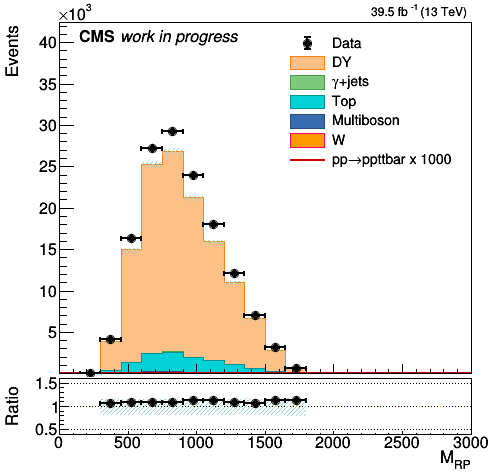 ×10³
39.5 fb⁻¹ (13 TeV)
Events
CMS work in progress
Data
DY
γ+jets
Top
Multiboson
W
pp→ppttbar x 1000
40
35
30
25
20
15
10
5
Ratio
1.5
1
0.5
0 500 1000 1500 2000 2500 3000
M_RP